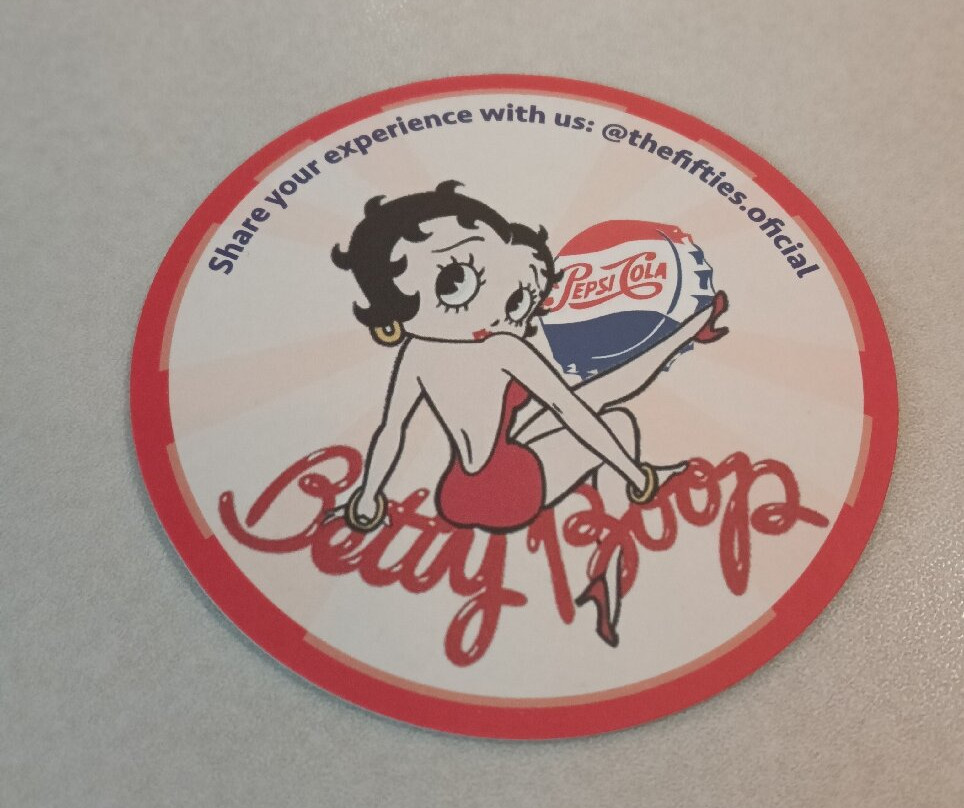 Share your experience with us: @thefifties.oficial
PEPSI COLA
Betty Boop